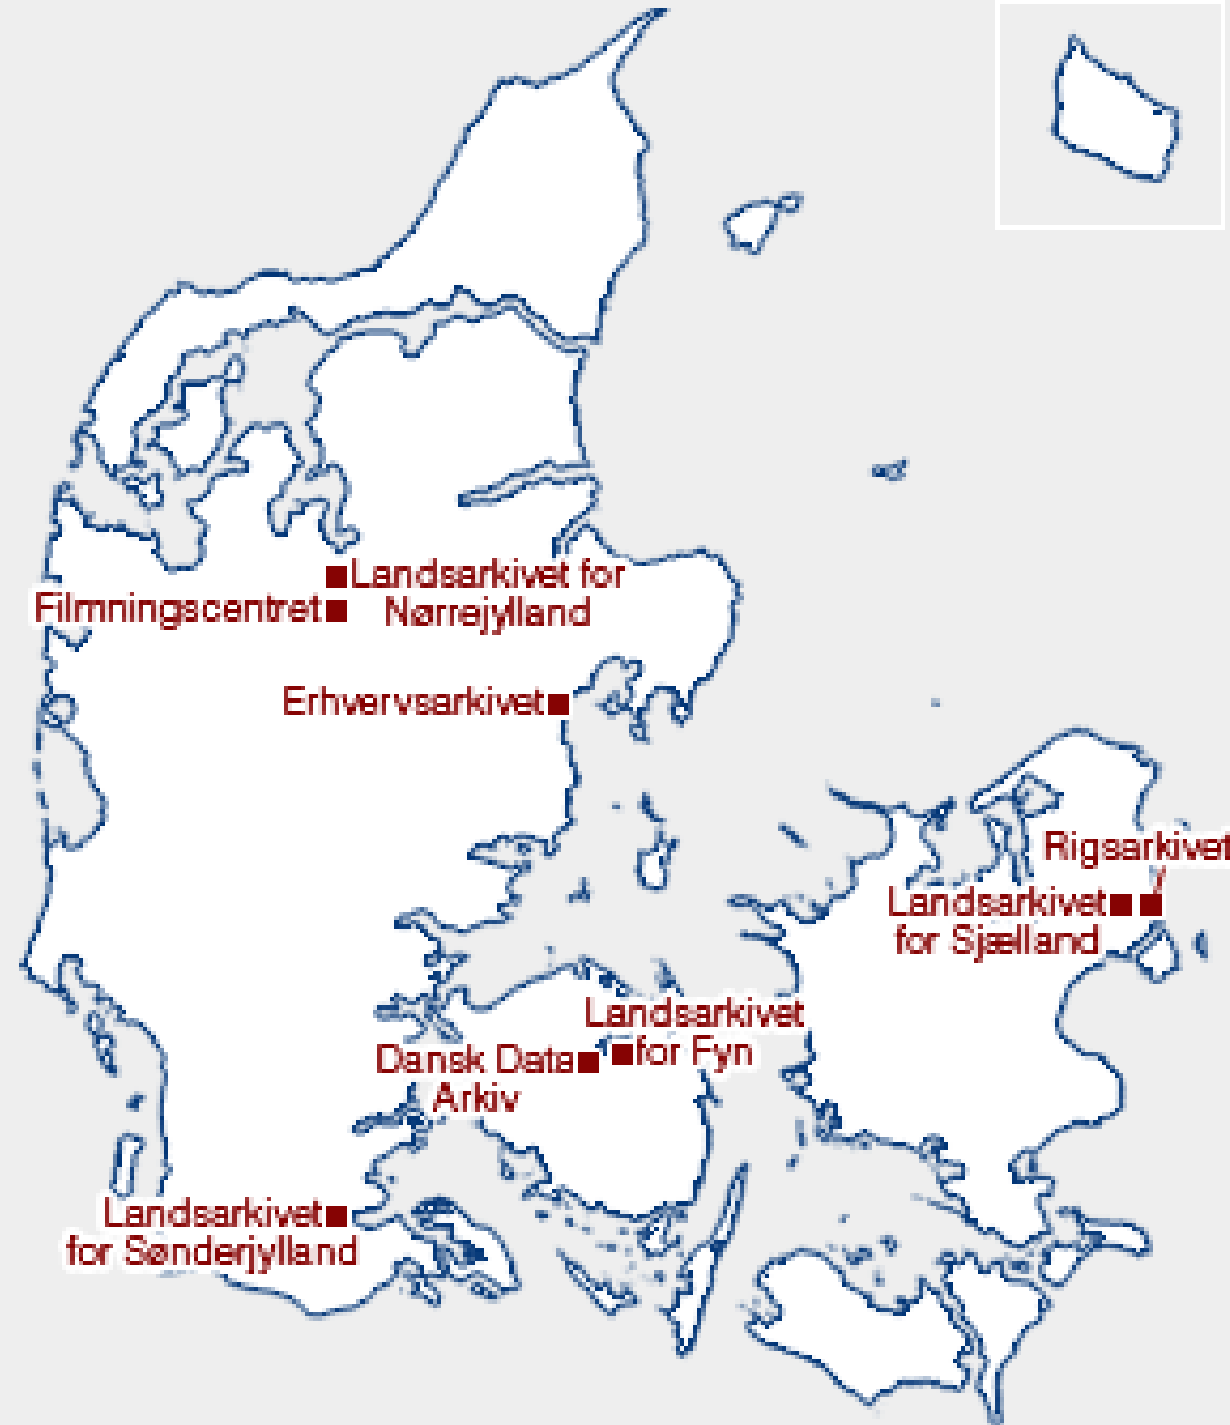 Landsarkivet for
Nørrejylland
Filmningscentret
Erhvervsarkivet
Rigsarkivet
Landsarkivet
for Sjælland
Landsarkivet
for Fyn
Dansk Data
Arkiv
Landsarkivet
for Sønderjylland